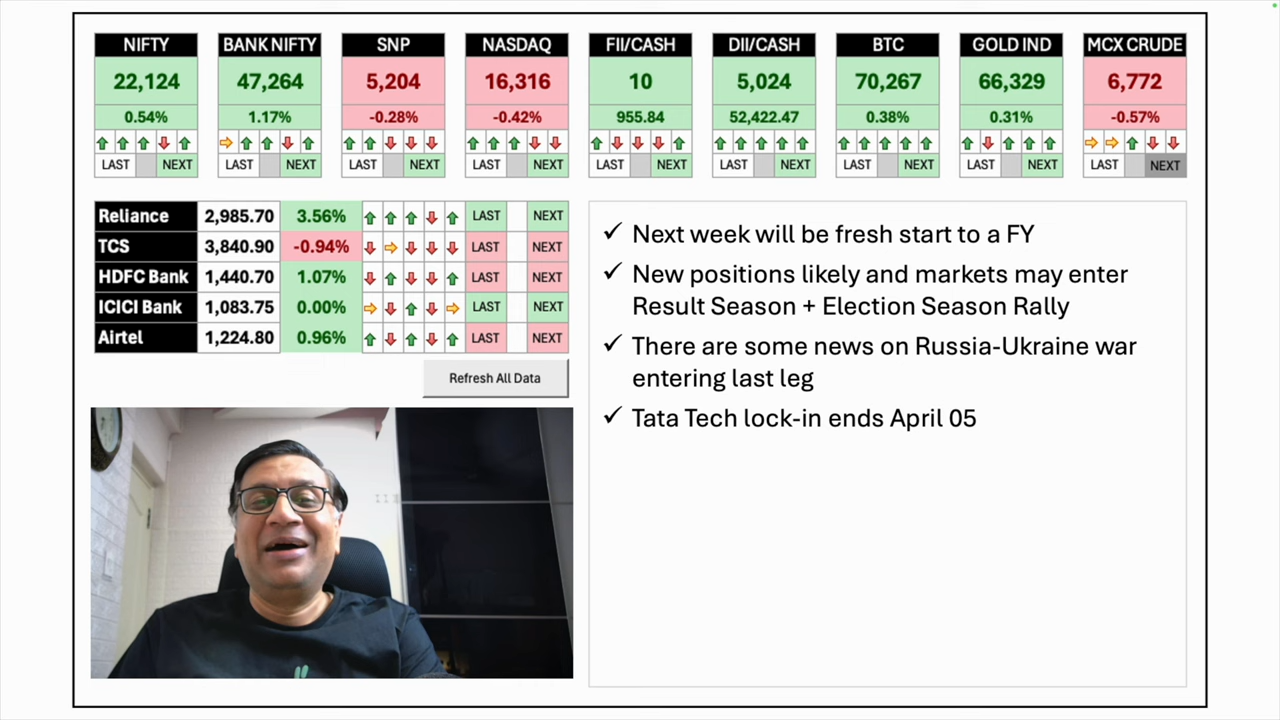 NIFTY
22,124
0.54%
LAST NEXT
BANK NIFTY
47,264
1.17%
LAST NEXT
SNP
5,204
-0.28%
LAST NEXT
NASDAQ
16,316
-0.42%
LAST NEXT
FII/CASH
10
955.84
LAST NEXT
DII/CASH
5,024
52,422.47
LAST NEXT
BTC
70,267
0.38%
LAST NEXT
GOLD IND
66,329
0.31%
LAST NEXT
MCX CRUDE
6,772
-0.57%
LAST NEXT
Reliance 2,985.70 3.56% LAST NEXT
TCS 3,840.90 -0.94% LAST NEXT
HDFC Bank 1,440.70 1.07% LAST NEXT
ICICI Bank 1,083.75 0.00% LAST NEXT
Airtel 1,224.80 0.96% LAST NEXT
Refresh All Data
✓ Next week will be fresh start to a FY
✓ New positions likely and markets may enter
Result Season + Election Season Rally
✓ There are some news on Russia-Ukraine war
entering last leg
✓ Tata Tech lock-in ends April 05